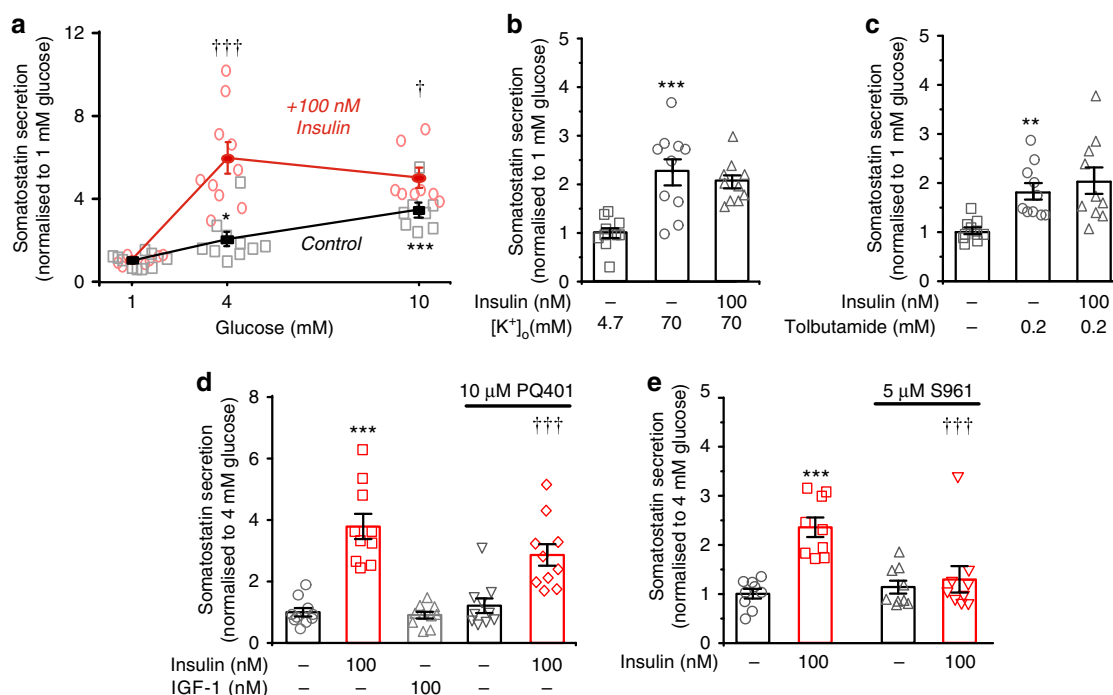 a
Somatostatin secretion
(normalised to 1 mM glucose)
12
8
4
0
†††
†
+100 nM
Insulin
*
Control
***
1
4
10
Glucose (mM)
b
Somatostatin secretion
(normalised to 1 mM glucose)
5
4
3
2
1
0
***
Insulin (nM) – – 100
[K⁺]ₒ(mM) 4.7 70 70
c
Somatostatin secretion
(normalised to 1 mM glucose)
5
4
3
2
1
0
**
Insulin (nM) – – 100
Tolbutamide (mM) – 0.2 0.2
d
Somatostatin secretion
(normalised to 4 mM glucose)
8
6
4
2
0
10 μM PQ401
***
†††
Insulin (nM) – 100 – – 100
IGF-1 (nM) – – 100 – –
e
Somatostatin secretion
(normalised to 4 mM glucose)
5
4
3
2
1
0
5 μM S961
***
†††
Insulin (nM) – 100 – 100